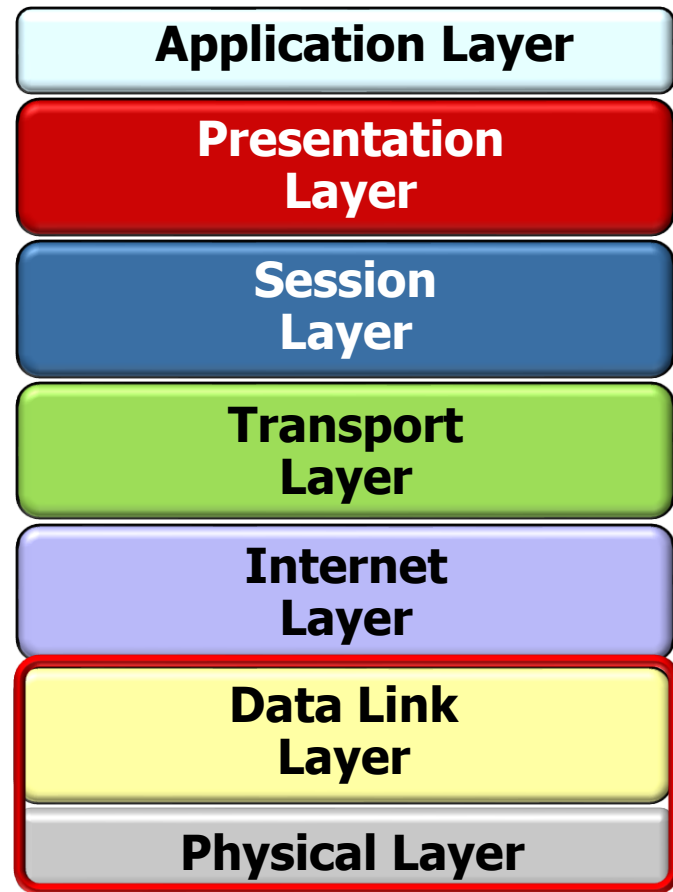 Application Layer
Presentation
Layer
Session
Layer
Transport
Layer
Internet
Layer
Data Link
Layer
Physical Layer